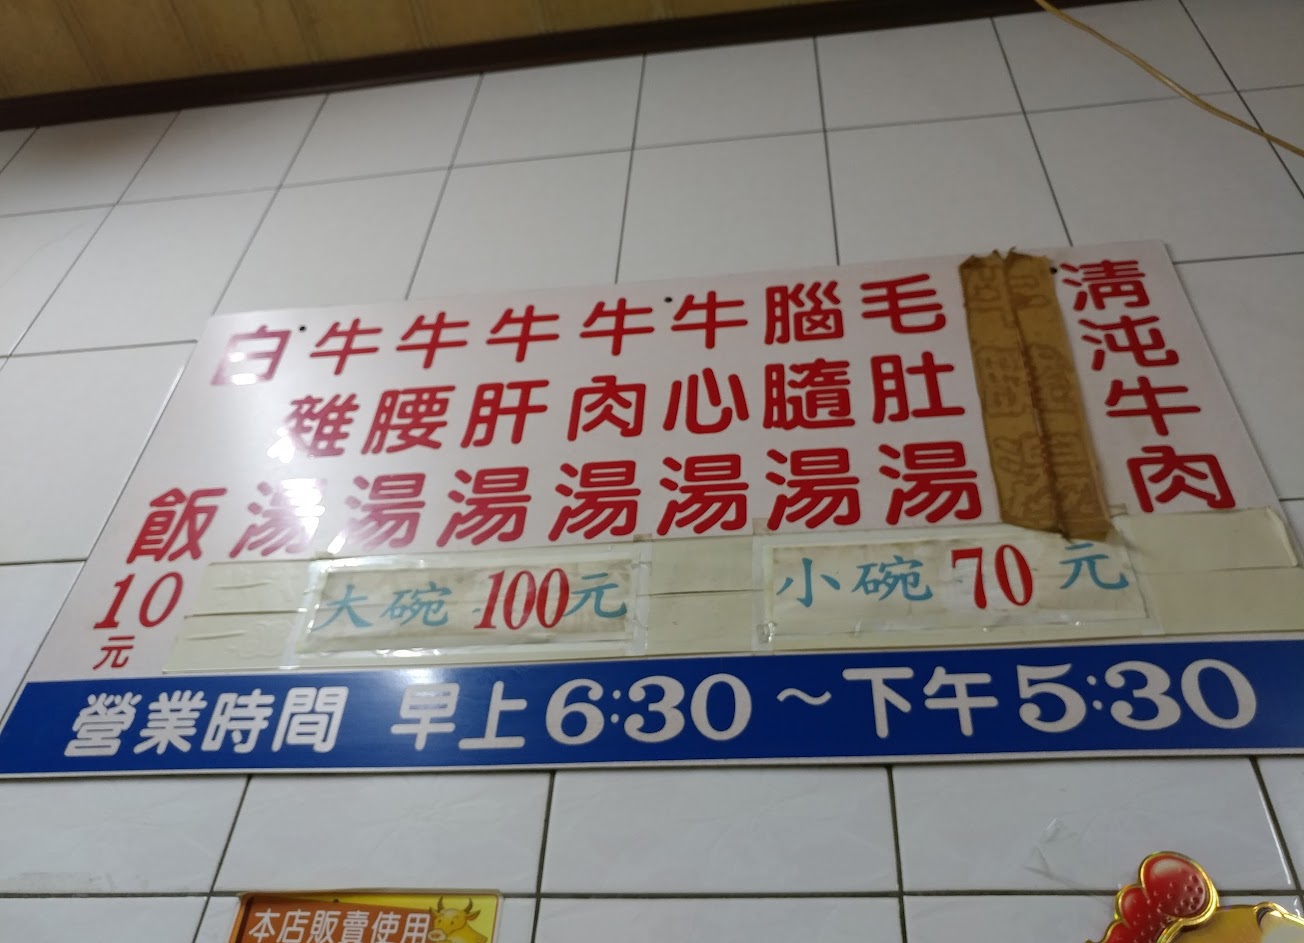 清沌牛肉
毛肚湯
腦膸湯
牛心湯
牛肉湯
牛肝湯
牛腰湯
牛雜湯
白飯10元
大碗 100元
小碗 70元
營業時間 早上6:30～下午5:30
本店販賣使用